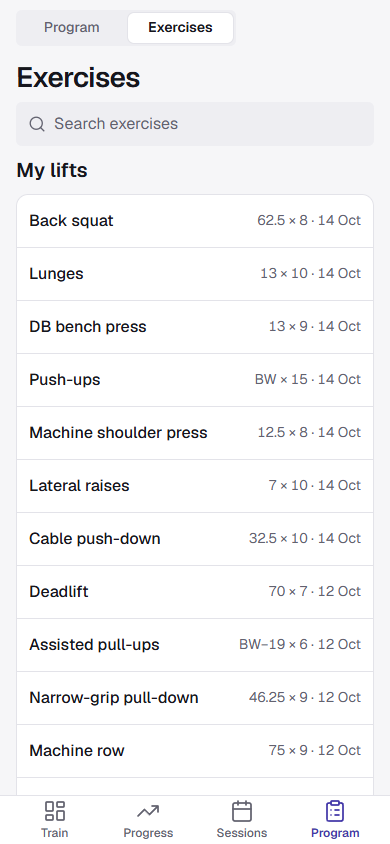 Program Exercises
Exercises
Search exercises
My lifts
Back squat 62.5 × 8 · 14 Oct
Lunges 13 × 10 · 14 Oct
DB bench press 13 × 9 · 14 Oct
Push-ups BW × 15 · 14 Oct
Machine shoulder press 12.5 × 8 · 14 Oct
Lateral raises 7 × 10 · 14 Oct
Cable push-down 32.5 × 10 · 14 Oct
Deadlift 70 × 7 · 12 Oct
Assisted pull-ups BW−19 × 6 · 12 Oct
Narrow-grip pull-down 46.25 × 9 · 12 Oct
Machine row 75 × 9 · 12 Oct
Train Progress Sessions Program